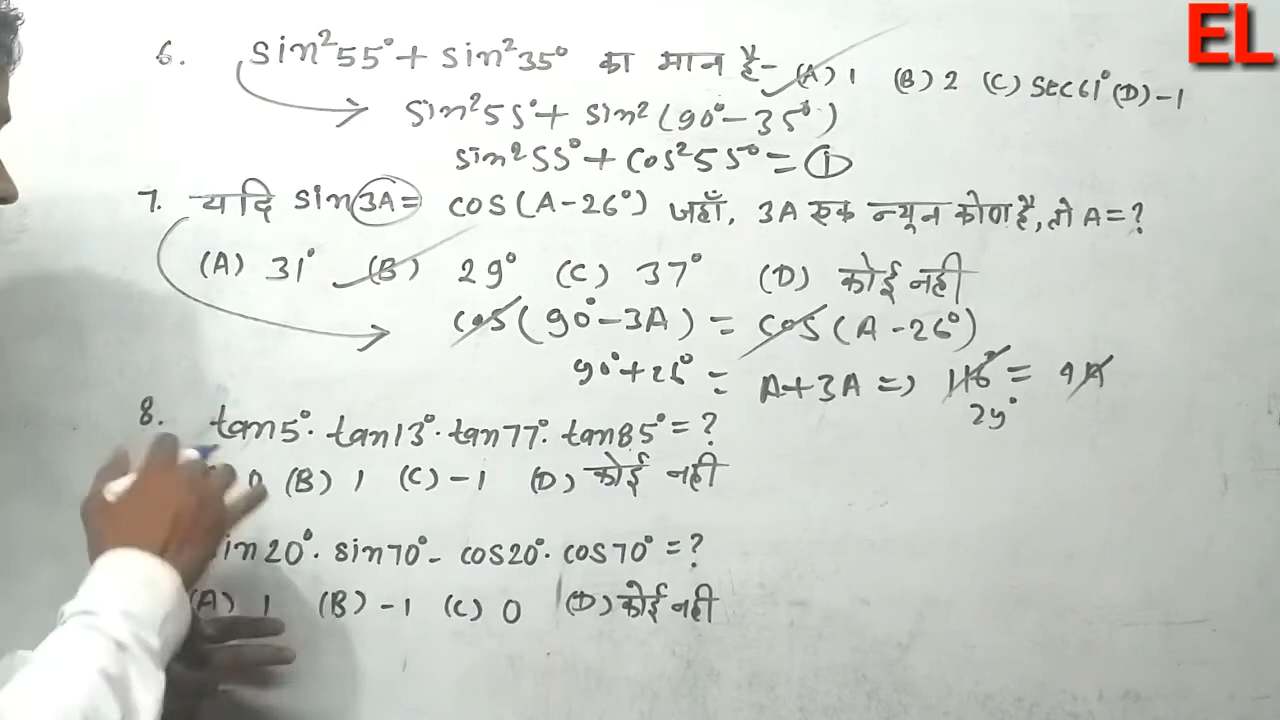 EL
6. sin²55° + sin²35° का मान है- (A) 1 (B) 2 (C) sec61° (D) -1
sin²55° + sin²(90° - 35°)
sin²55° + cos²55° = 1
7. यदि sin3A = cos(A-26°) जहाँ, 3A एक न्यून कोण है, तो A=?
(A) 31° (B) 29° (C) 37° (D) कोई नही
cos(90°-3A) = cos(A-26°)
90°+26° = A+3A => 116° = 4A
29°
8. tan5°. tan13°. tan77°. tan85° = ?
0 (B) 1 (C) -1 (D) कोई नही
in20°. sin70° - cos20°. cos70° = ?
(A) 1 (B) -1 (C) 0 (D) कोई नही